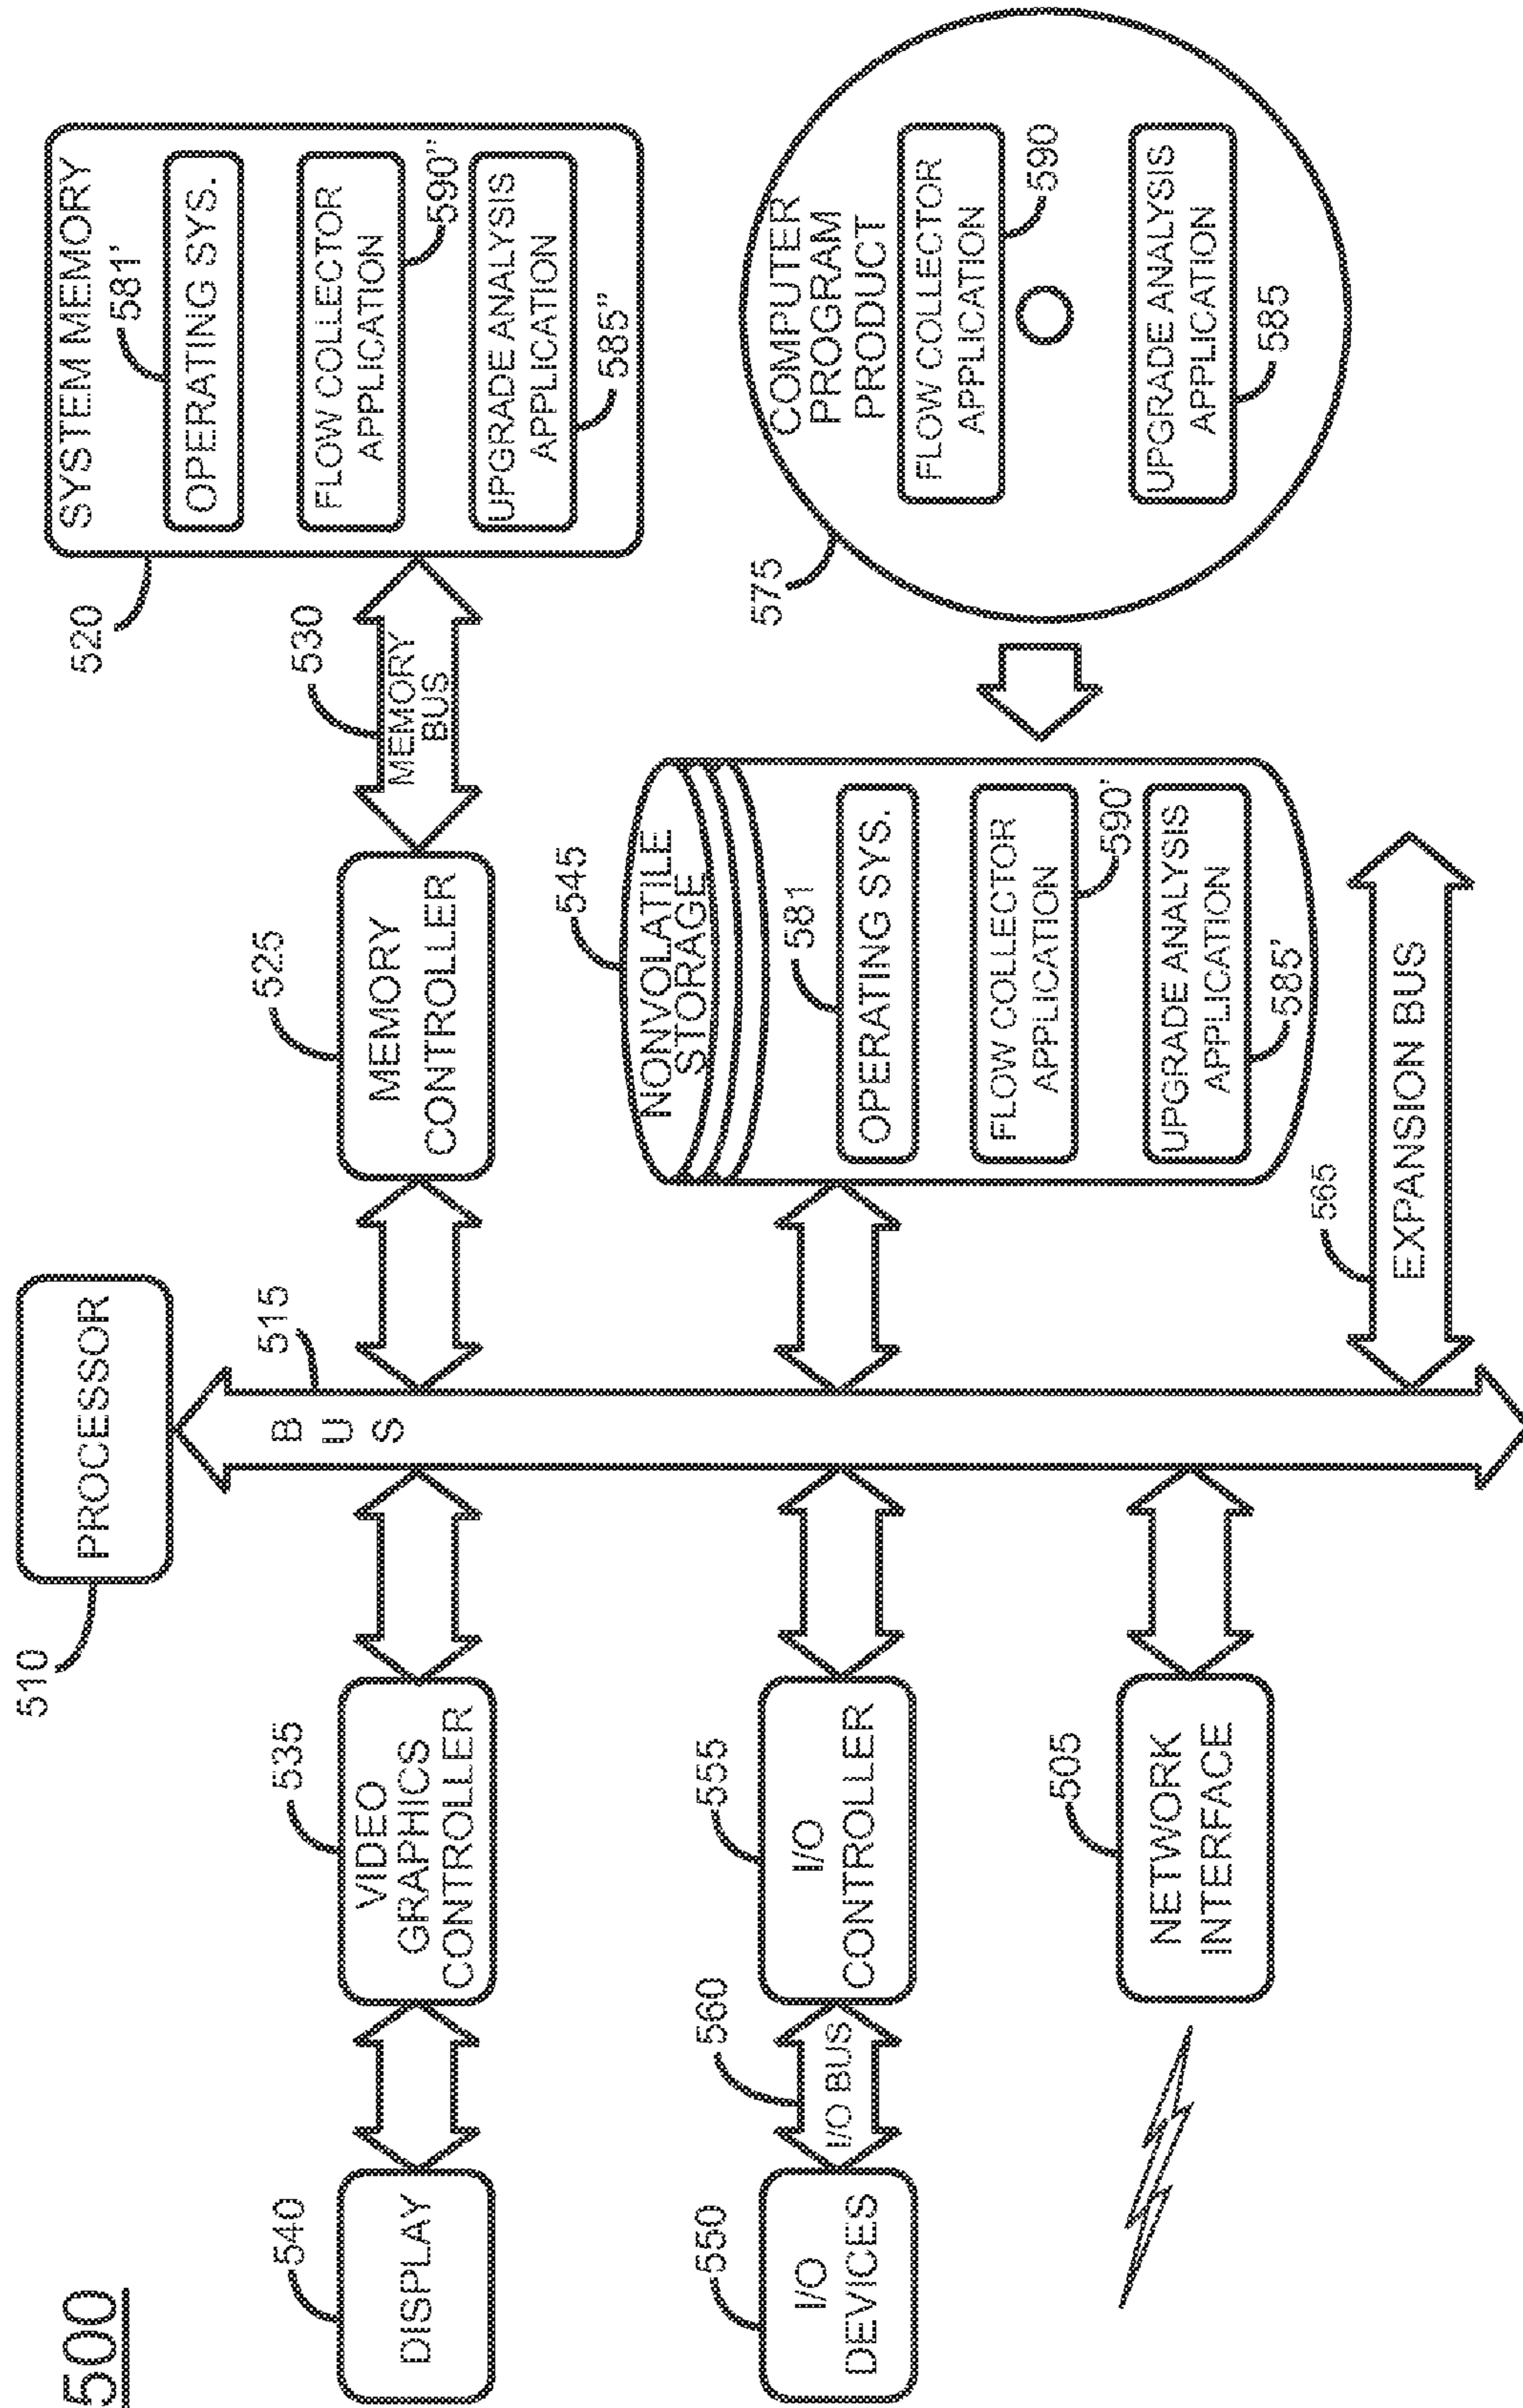 500
510
PROCESSOR
515
B
U
S
540
DISPLAY
535
VIDEO
GRAPHICS
CONTROLLER
525
MEMORY
CONTROLLER
530
MEMORY
BUS
520
SYSTEM MEMORY
581'
OPERATING SYS.
FLOW COLLECTOR
APPLICATION
590"
UPGRADE ANALYSIS
APPLICATION
585"
550
I/O
DEVICES
560
I/O BUS
555
I/O
CONTROLLER
545
NONVOLATILE
STORAGE
581
OPERATING SYS.
FLOW COLLECTOR
APPLICATION
590'
UPGRADE ANALYSIS
APPLICATION
585'
575
COMPUTER
PROGRAM
PRODUCT
FLOW COLLECTOR
APPLICATION
590
UPGRADE ANALYSIS
APPLICATION
585
505
NETWORK
INTERFACE
565
EXPANSION BUS